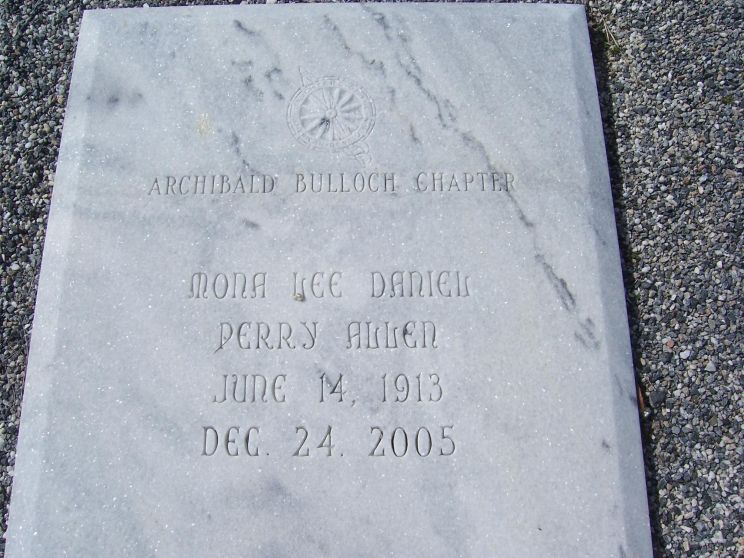 ARCHIBALD BULLOCH CHAPTER
MONA LEE DANIEL
PERRY ALLEN
JUNE 14, 1913
DEC. 24. 2005